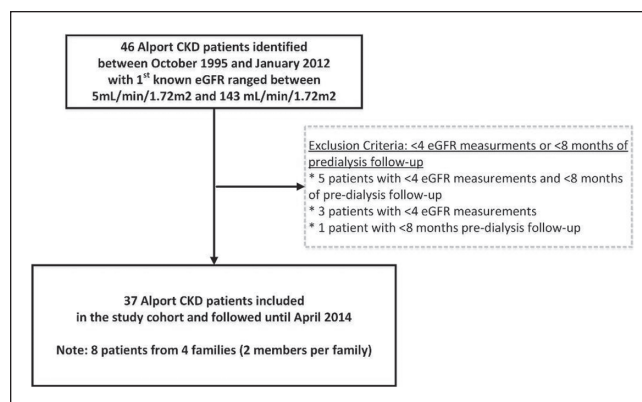 46 Alport CKD patients identified
between October 1995 and January 2012
with 1st known eGFR ranged between
5mL/min/1.72m2 and 143 mL/min/1.72m2
Exclusion Criteria: <4 eGFR measurments or <8 months of
predialysis follow-up
* 5 patients with <4 eGFR measurements and <8 months
of pre-dialysis follow-up
* 3 patients with <4 eGFR measurements
* 1 patient with <8 months pre-dialysis follow-up
37 Alport CKD patients included
in the study cohort and followed until April 2014
Note: 8 patients from 4 families (2 members per family)